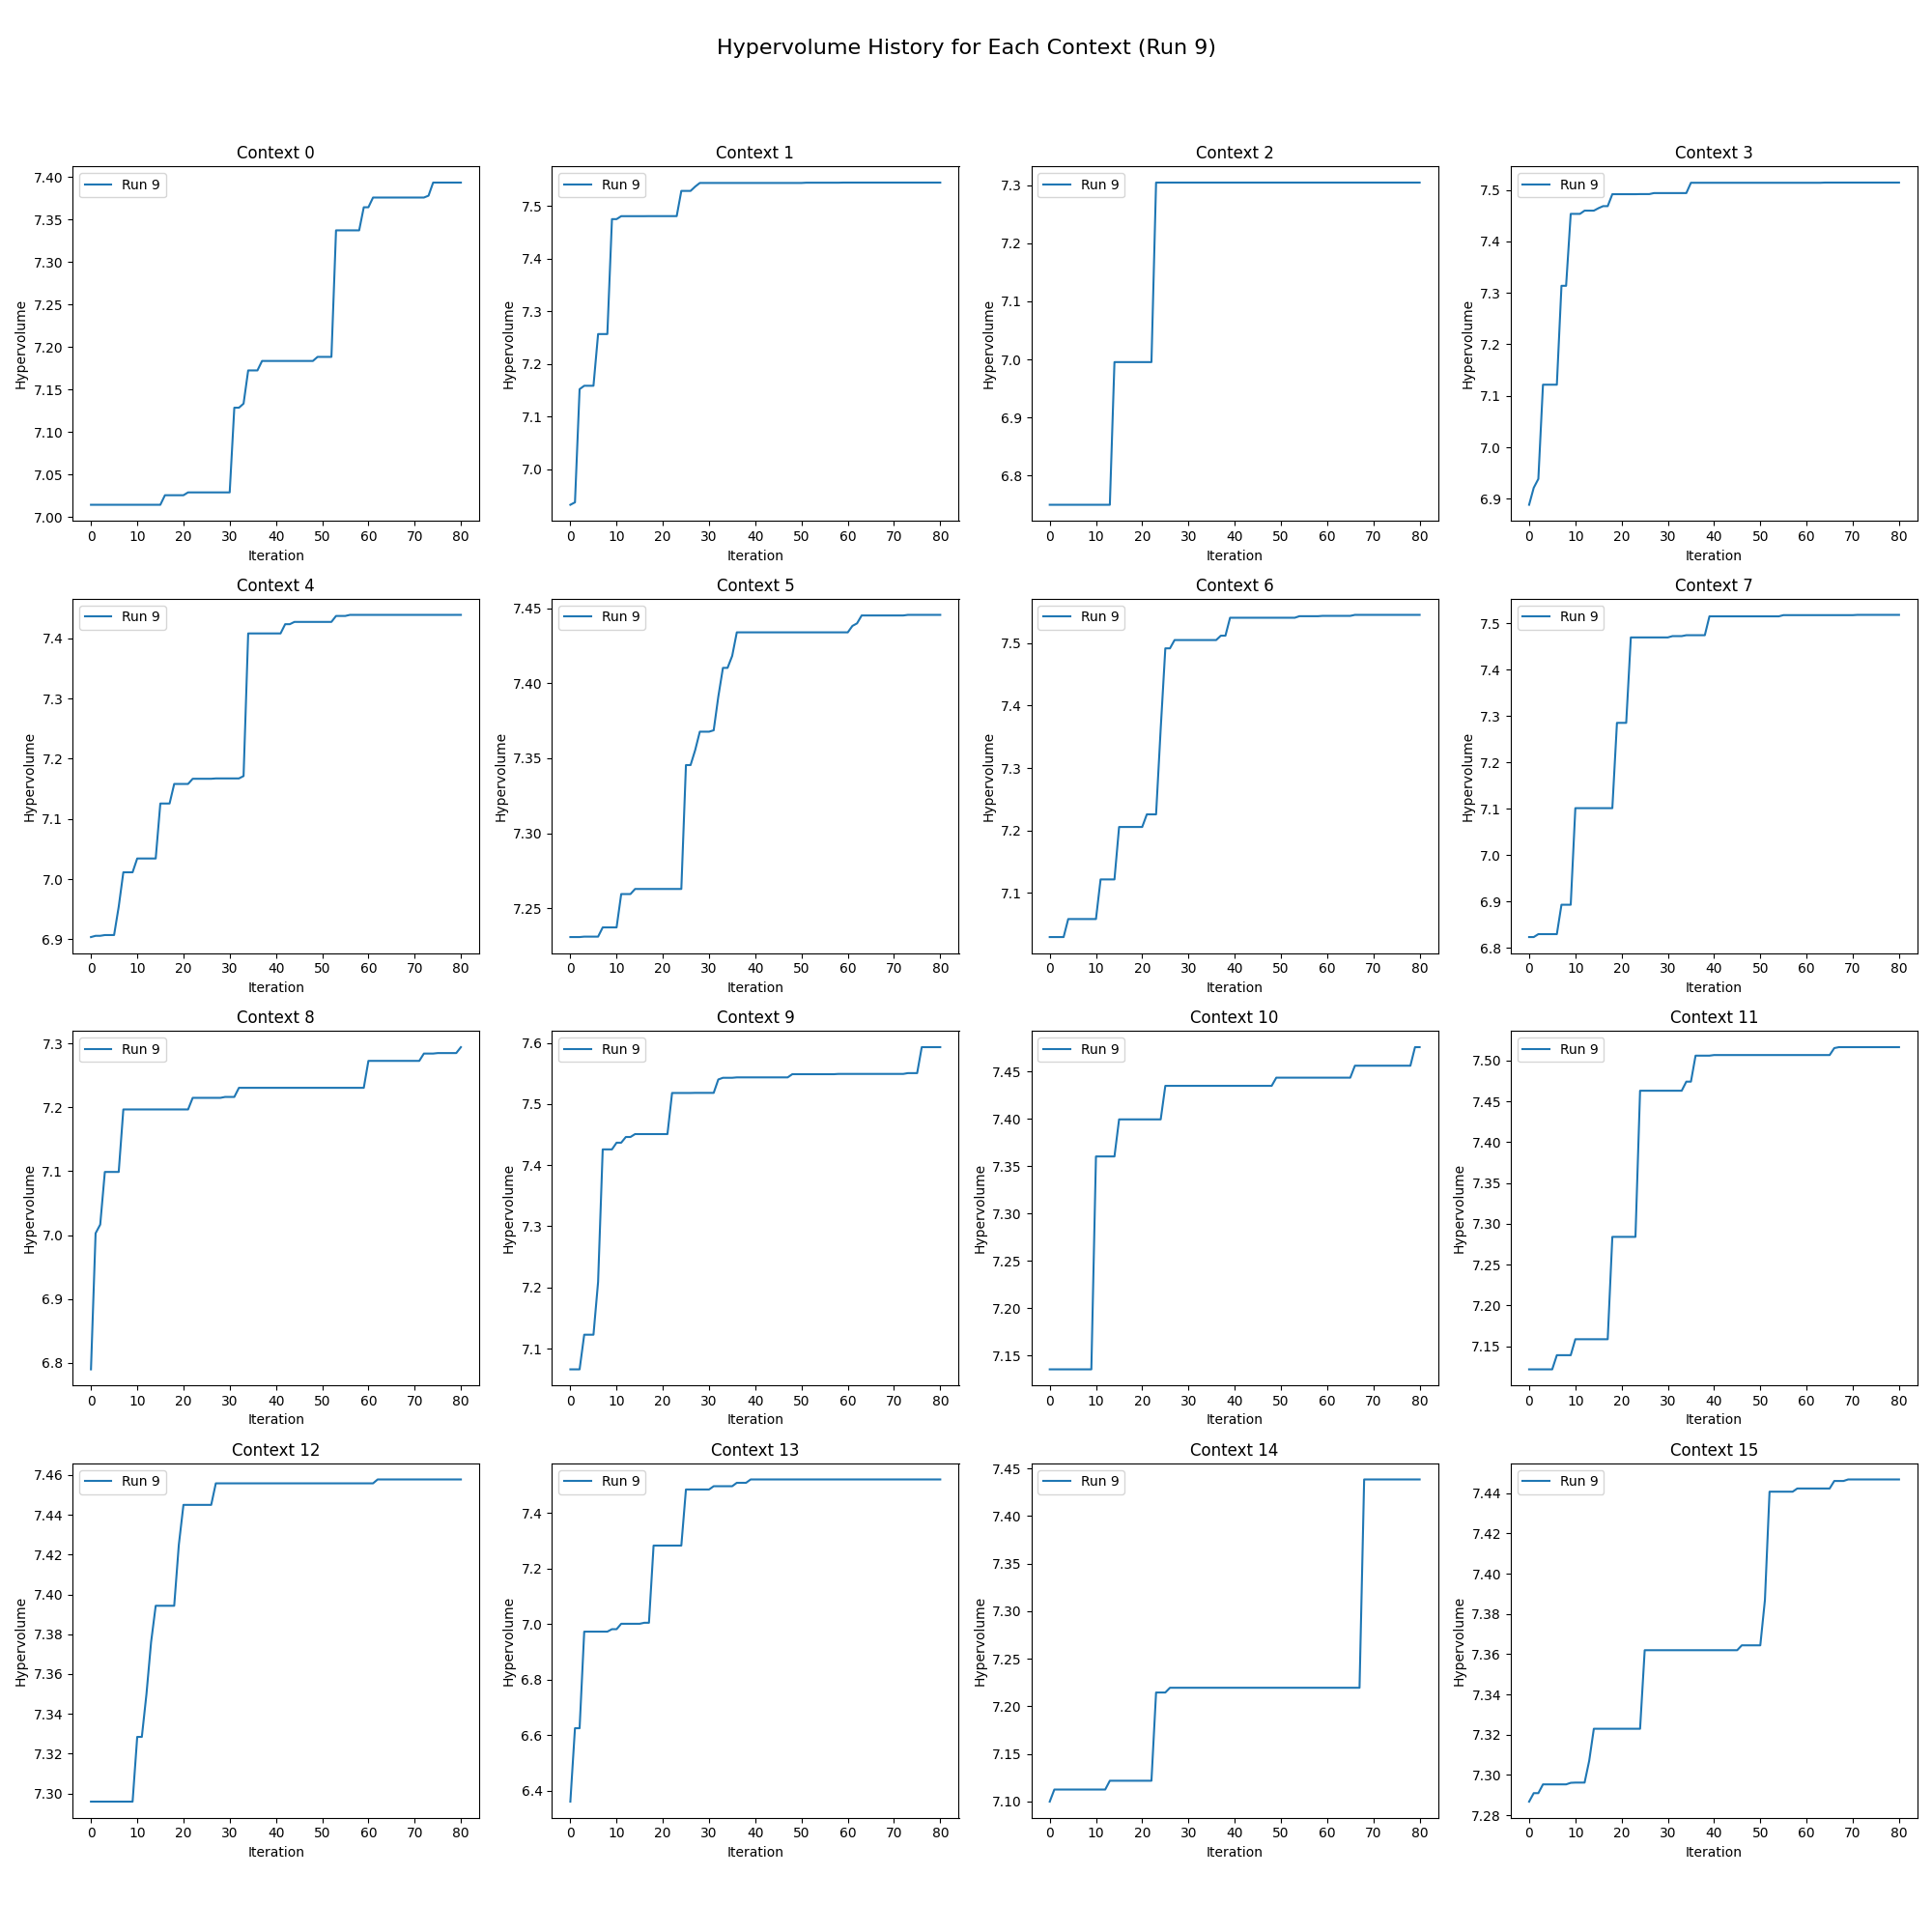 Hypervolume History for Each Context (Run 9)
Context 0
Run 9
7.40
7.35
7.30
7.25
7.20
7.15
7.10
7.05
7.00
Hypervolume
0 10 20 30 40 50 60 70 80
Iteration
Context 1
Run 9
7.5
7.4
7.3
7.2
7.1
7.0
Hypervolume
0 10 20 30 40 50 60 70 80
Iteration
Context 2
Run 9
7.3
7.2
7.1
7.0
6.9
6.8
Hypervolume
0 10 20 30 40 50 60 70 80
Iteration
Context 3
Run 9
7.5
7.4
7.3
7.2
7.1
7.0
6.9
Hypervolume
0 10 20 30 40 50 60 70 80
Iteration
Context 4
Run 9
7.4
7.3
7.2
7.1
7.0
6.9
Hypervolume
0 10 20 30 40 50 60 70 80
Iteration
Context 5
Run 9
7.45
7.40
7.35
7.30
7.25
Hypervolume
0 10 20 30 40 50 60 70 80
Iteration
Context 6
Run 9
7.5
7.4
7.3
7.2
7.1
Hypervolume
0 10 20 30 40 50 60 70 80
Iteration
Context 7
Run 9
7.5
7.4
7.3
7.2
7.1
7.0
6.9
6.8
Hypervolume
0 10 20 30 40 50 60 70 80
Iteration
Context 8
Run 9
7.3
7.2
7.1
7.0
6.9
6.8
Hypervolume
0 10 20 30 40 50 60 70 80
Iteration
Context 9
Run 9
7.6
7.5
7.4
7.3
7.2
7.1
Hypervolume
0 10 20 30 40 50 60 70 80
Iteration
Context 10
Run 9
7.45
7.40
7.35
7.30
7.25
7.20
7.15
Hypervolume
0 10 20 30 40 50 60 70 80
Iteration
Context 11
Run 9
7.50
7.45
7.40
7.35
7.30
7.25
7.20
7.15
Hypervolume
0 10 20 30 40 50 60 70 80
Iteration
Context 12
Run 9
7.46
7.44
7.42
7.40
7.38
7.36
7.34
7.32
7.30
Hypervolume
0 10 20 30 40 50 60 70 80
Iteration
Context 13
Run 9
7.4
7.2
7.0
6.8
6.6
6.4
Hypervolume
0 10 20 30 40 50 60 70 80
Iteration
Context 14
Run 9
7.45
7.40
7.35
7.30
7.25
7.20
7.15
7.10
Hypervolume
0 10 20 30 40 50 60 70 80
Iteration
Context 15
Run 9
7.44
7.42
7.40
7.38
7.36
7.34
7.32
7.30
7.28
Hypervolume
0 10 20 30 40 50 60 70 80
Iteration